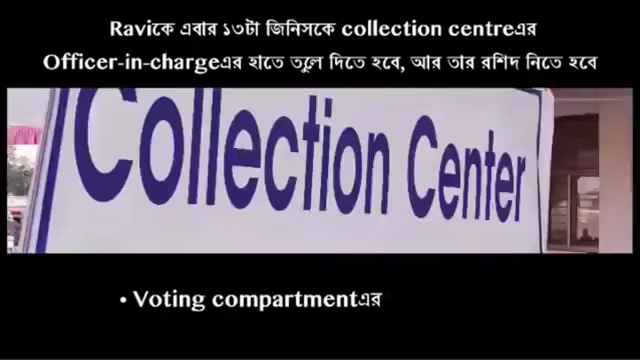 Raviকে এবার ১৩টা জিনিসকে collection centreএর
Officer-in-chargeএর হাতে তুলে দিতে হবে, আর তার রশিদ নিতে হবে
Collection Center
• Voting compartmentএর